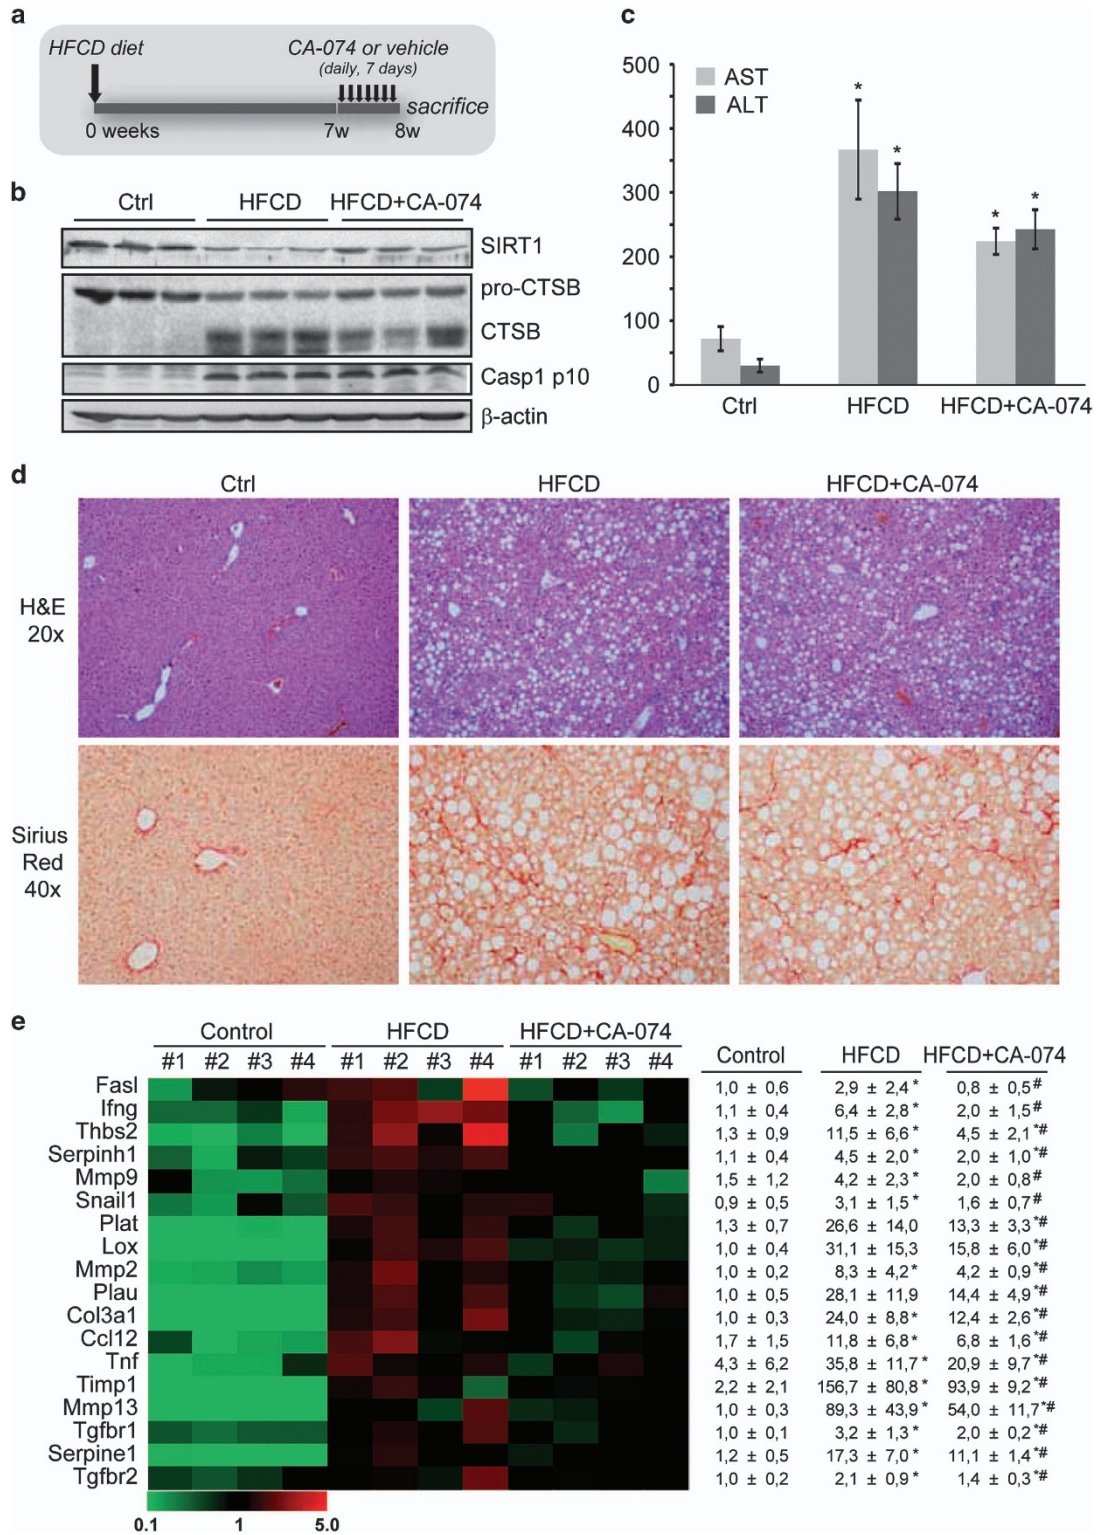 a
HFCD diet
CA-074 or vehicle
(daily, 7 days)
sacrifice
0 weeks
7w
8w
b
Ctrl HFCD HFCD+CA-074
SIRT1
pro-CTSB
CTSB
Casp1 p10
β-actin
c
500
400
300
200
100
0
AST
ALT
* * * *
Ctrl HFCD HFCD+CA-074
d
Ctrl HFCD HFCD+CA-074
H&E
20x
Sirius
Red
40x
e
Control HFCD HFCD+CA-074
#1 #2 #3 #4 #1 #2 #3 #4 #1 #2 #3 #4
Control HFCD HFCD+CA-074
Fasl 1,0 ± 0,6 2,9 ± 2,4 * 0,8 ± 0,5 #
Ifng 1,1 ± 0,4 6,4 ± 2,8 * 2,0 ± 1,5 #
Thbs2 1,3 ± 0,9 11,5 ± 6,6 * 4,5 ± 2,1 *#
Serpinh1 1,1 ± 0,4 4,5 ± 2,0 * 2,0 ± 1,0 *#
Mmp9 1,5 ± 1,2 4,2 ± 2,3 * 2,0 ± 0,8 #
Snail1 0,9 ± 0,5 3,1 ± 1,5 * 1,6 ± 0,7 #
Plat 1,3 ± 0,7 26,6 ± 14,0 13,3 ± 3,3 *#
Lox 1,0 ± 0,4 31,1 ± 15,3 15,8 ± 6,0 *#
Mmp2 1,0 ± 0,2 8,3 ± 4,2 * 4,2 ± 0,9 *#
Plau 1,0 ± 0,5 28,1 ± 11,9 14,4 ± 4,9 *#
Col3a1 1,0 ± 0,3 24,0 ± 8,8 * 12,4 ± 2,6 *#
Ccl12 1,7 ± 1,5 11,8 ± 6,8 * 6,8 ± 1,6 *#
Tnf 4,3 ± 6,2 35,8 ± 11,7 * 20,9 ± 9,7 *#
Timp1 2,2 ± 2,1 156,7 ± 80,8 * 93,9 ± 9,2 *#
Mmp13 1,0 ± 0,3 89,3 ± 43,9 * 54,0 ± 11,7 *#
Tgfbr1 1,0 ± 0,1 3,2 ± 1,3 * 2,0 ± 0,2 *#
Serpine1 1,2 ± 0,5 17,3 ± 7,0 * 11,1 ± 1,4 *#
Tgfbr2 1,0 ± 0,2 2,1 ± 0,9 * 1,4 ± 0,3 *#
0.1 1 5.0